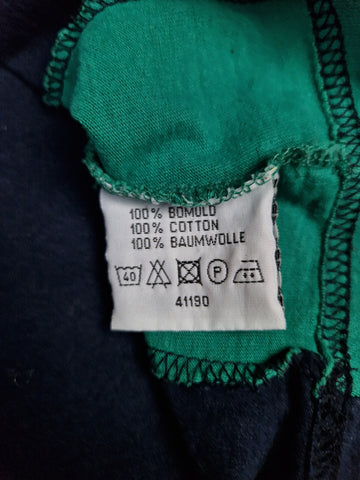 100% BOMULD
100% COTTON
100% BAUMWOLLE
40 P
41190